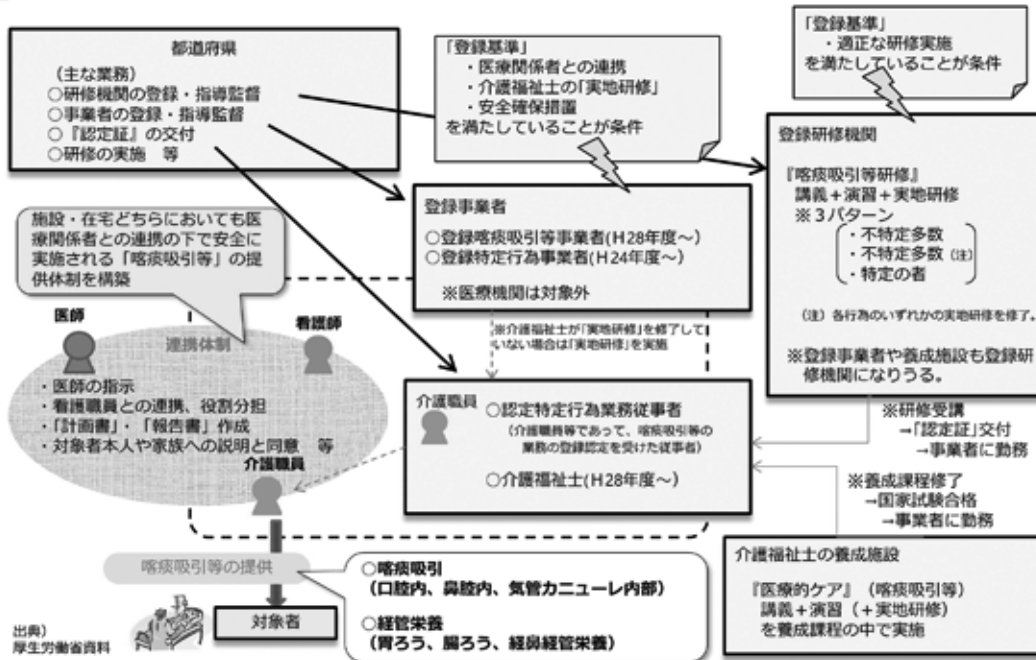 都道府県
(主な業務)
○研修機関の登録・指導監督
○事業者の登録・指導監督
○『認定証』の交付
○研修の実施 等
「登録基準」
・医療関係者との連携
・介護福祉士の「実地研修」
・安全確保措置
を満たしていることが条件
「登録基準」
・適正な研修実施
を満たしていることが条件
登録研修機関
『喀痰吸引等研修』
講義+演習+実地研修
※3パターン
・不特定多数
・不特定多数(注)
・特定の者
(注)各行為のいずれかの実地研修を修了。
※登録事業者や養成施設も登録研
修機関になりうる。
登録事業者
○登録喀痰吸引等事業者(H28年度~)
○登録特定行為事業者(H24年度~)
※医療機関は対象外
施設・在宅どちらにおいても医
療関係者との連携の下で安全に
実施される「喀痰吸引等」の提
供体制を構築
※介護福祉士が「実地研修」を修了して
いない場合は「実地研修」を実施
医師
看護師
連携体制
・医師の指示
・看護職員との連携、役割分担
・「計画書」・「報告書」作成
・対象者本人や家族への説明と同意 等
介護職員
介護職員
○認定特定行為業務従事者
(介護職員等であって、喀痰吸引等の
業務の登録認定を受けた従事者)
○介護福祉士(H28年度~)
※研修受講
→「認定証」交付
→事業者に勤務
※養成課程修了
→国家試験合格
→事業者に勤務
介護福祉士の養成施設
『医療的ケア』(喀痰吸引等)
講義+演習(+実地研修)
を養成課程の中で実施
喀痰吸引等の提供
○喀痰吸引
(口腔内、鼻腔内、気管カニューレ内部)
○経管栄養
(胃ろう、腸ろう、経鼻経管栄養)
対象者
出典)
厚生労働省資料